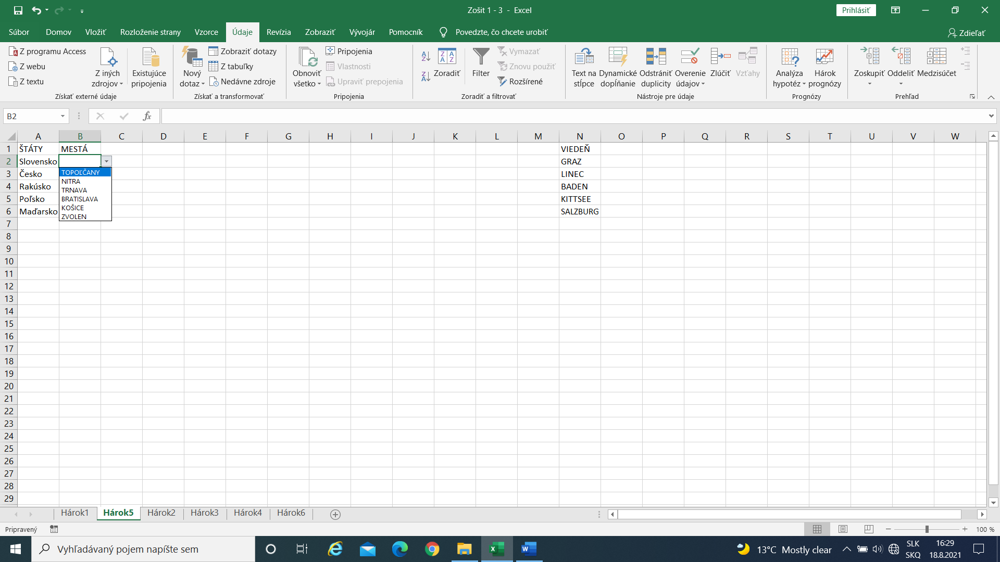 Zošit 1 - 3 - Excel
Prihlásiť
Súbor Domov Vložiť Rozloženie strany Vzorce Údaje Revízia Zobraziť Vývojár Pomocník Povedzte, čo chcete urobiť Zdieľať
Z programu Access
Z webu
Z textu
Z iných zdrojov
Existujúce pripojenia
Získať externé údaje
Nový dotaz
Zobraziť dotazy
Z tabuľky
Nedávne zdroje
Získať a transformovať
Obnoviť všetko
Pripojenia
Vlastnosti
Upraviť prepojenia
Pripojenia
Zoradiť
Filter
Vymazať
Znovu použiť
Rozšírené
Zoradiť a filtrovať
Text na stĺpce
Dynamické dopĺňanie
Odstrániť duplicity
Overenie údajov
Zlúčiť
Vzťahy
Nástroje pre údaje
Analýza hypotéz
Hárok prognózy
Prognózy
Zoskupiť
Oddeliť
Medzisúčet
Prehľad
B2
fx
A B C D E F G H I J K L M N O P Q R S T U V W
1 ŠTÁTY MESTÁ VIEDEŇ
2 Slovensko GRAZ
3 Česko LINEC
4 Rakúsko BADEN
5 Poľsko KITTSEE
6 Maďarsko SALZBURG
TOPOĽČANY
NITRA
TRNAVA
BRATISLAVA
KOŠICE
ZVOLEN
7
8
9
10
11
12
13
14
15
16
17
18
19
20
21
22
23
24
25
26
27
28
29
Hárok1 Hárok5 Hárok2 Hárok3 Hárok4 Hárok6
Pripravený
100 %
Vyhľadávaný pojem napíšte sem
13°C Mostly clear
SLK
SKQ
16:29
18.8.2021